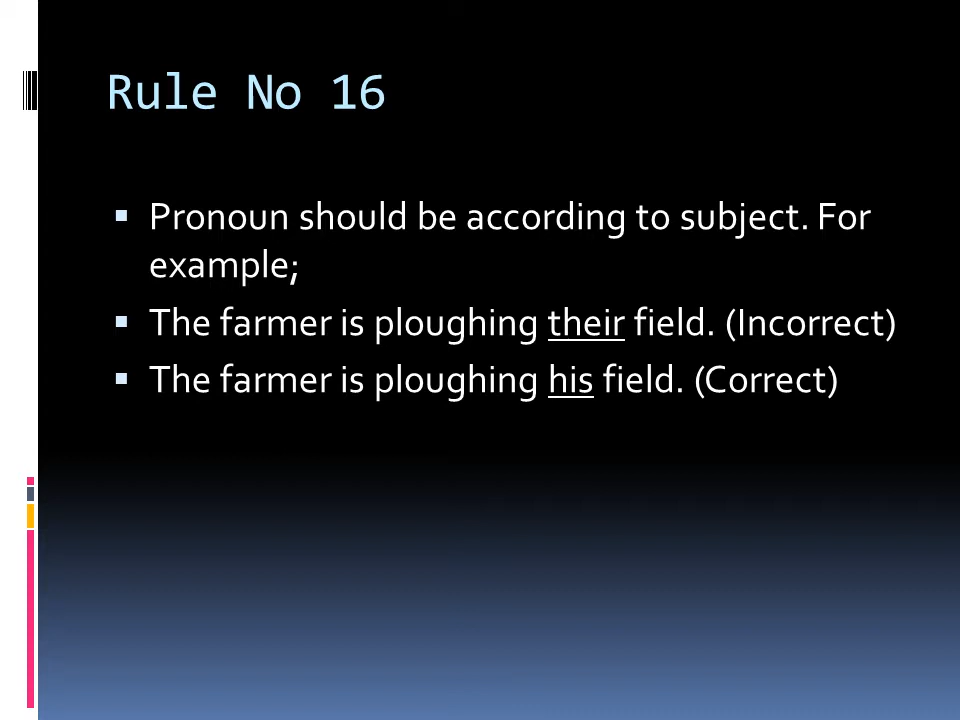 Rule No 16
▪ Pronoun should be according to subject. For
example;
▪ The farmer is ploughing their field. (Incorrect)
▪ The farmer is ploughing his field. (Correct)